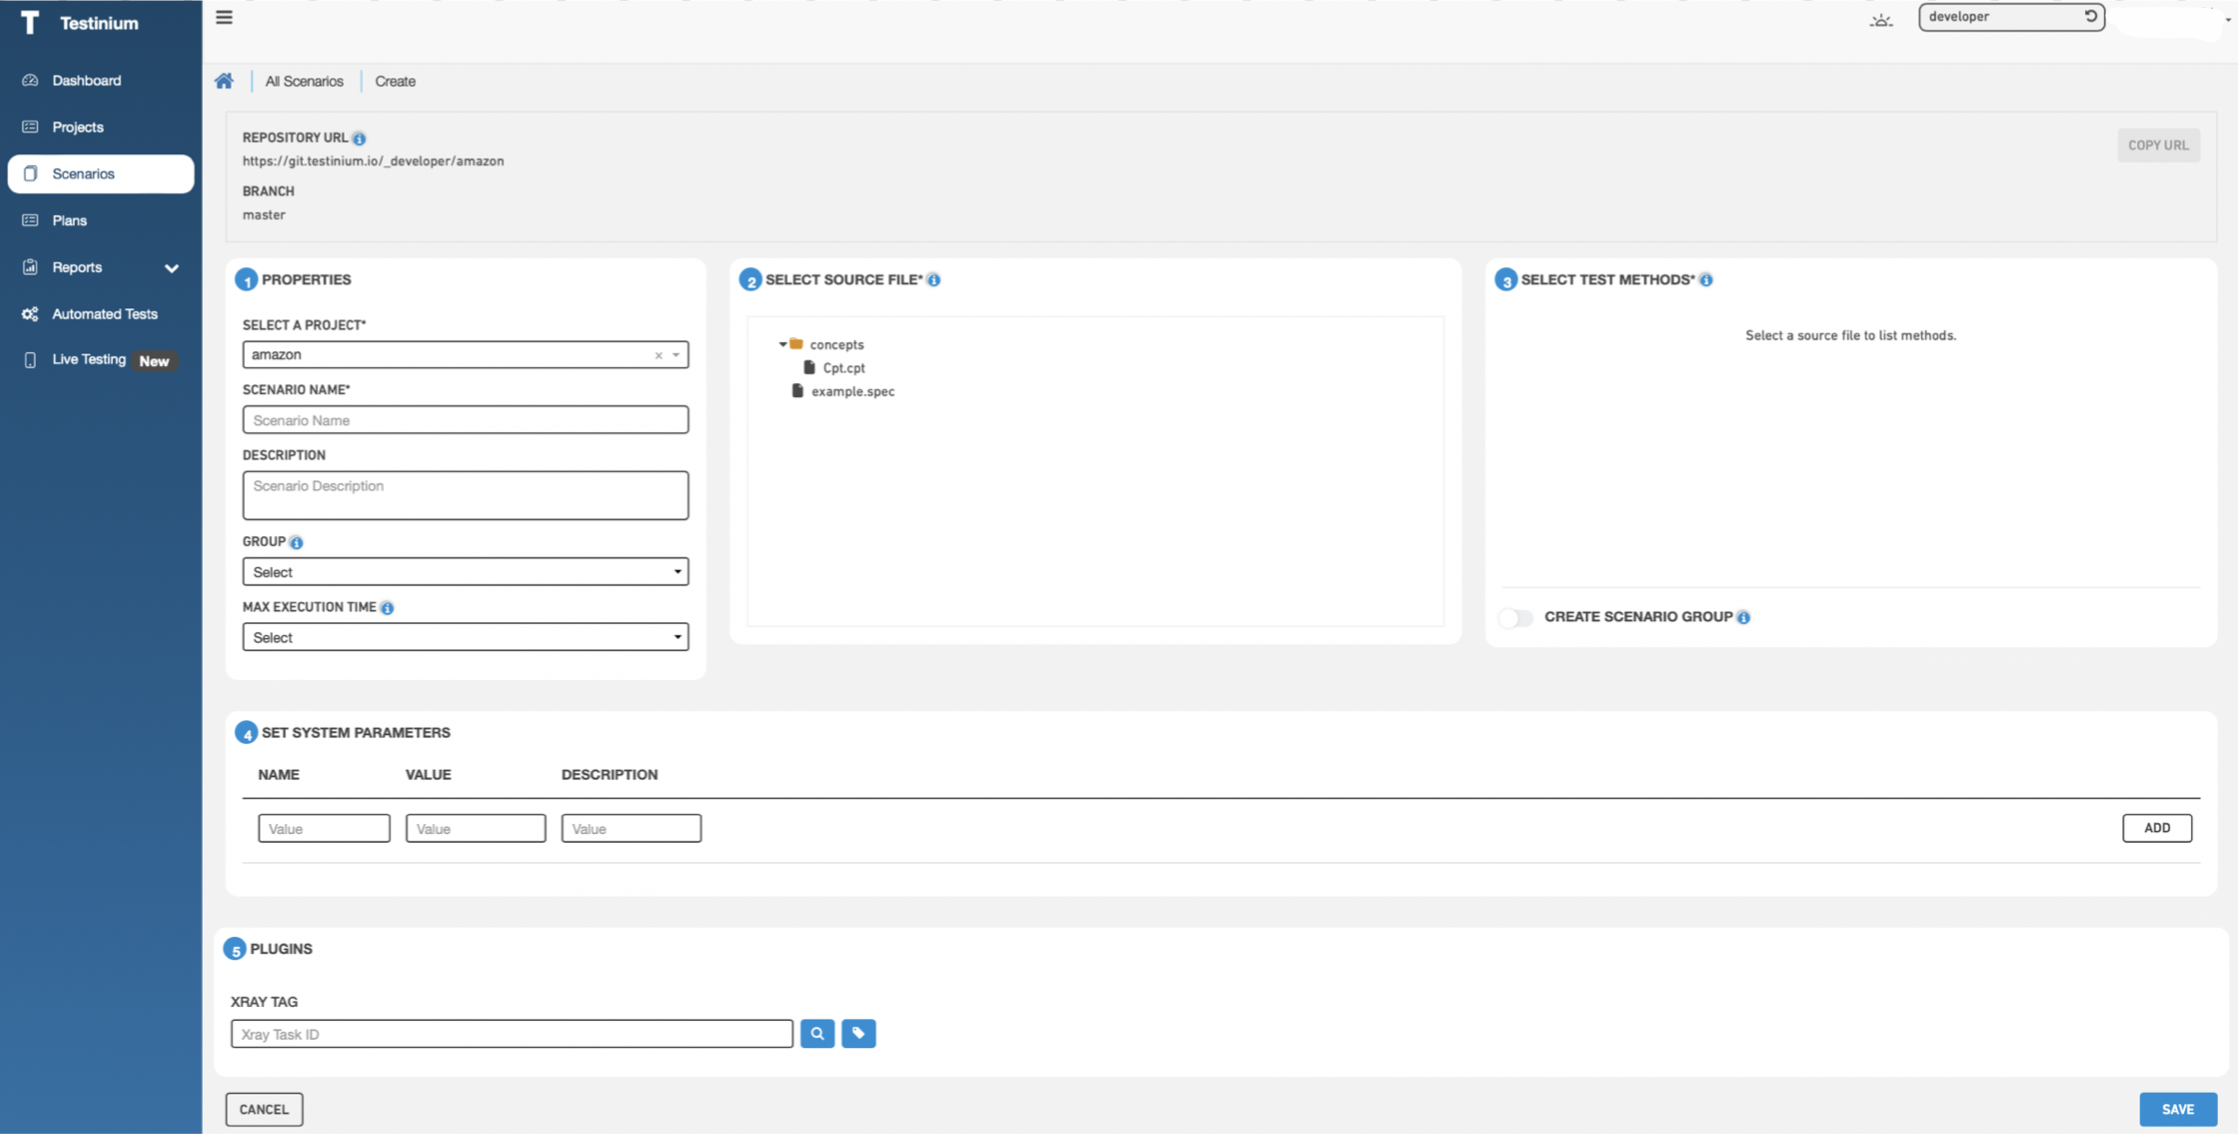 Testinium
developer
Dashboard
Projects
Scenarios
Plans
Reports
Automated Tests
Live Testing New
All Scenarios
Create
REPOSITORY URL
https://git.testinium.io/_developer/amazon
COPY URL
BRANCH
master
1 PROPERTIES
SELECT A PROJECT*
amazon
SCENARIO NAME*
Scenario Name
DESCRIPTION
Scenario Description
GROUP
Select
MAX EXECUTION TIME
Select
2 SELECT SOURCE FILE*
concepts
Cpt.cpt
example.spec
3 SELECT TEST METHODS*
Select a source file to list methods.
CREATE SCENARIO GROUP
4 SET SYSTEM PARAMETERS
NAME VALUE DESCRIPTION
Value Value Value ADD
5 PLUGINS
XRAY TAG
Xray Task ID
CANCEL
SAVE